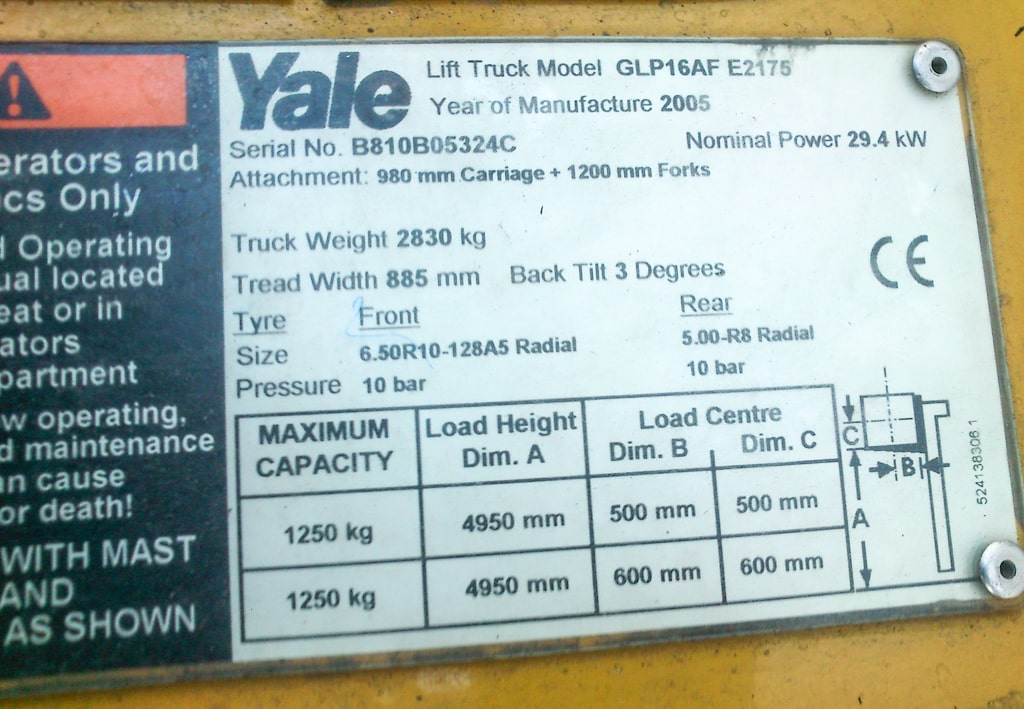 erators and
cs Only
d Operating
ual located
eat or in
ators
partment
w operating,
d maintenance
n cause
or death!
WITH MAST
AND
AS SHOWN
Yale
Lift Truck Model GLP16AF E2175
Year of Manufacture 2005
Serial No. B810B05324C
Nominal Power 29.4 kW
Attachment: 980 mm Carriage + 1200 mm Forks
Truck Weight 2830 kg
Tread Width 885 mm Back Tilt 3 Degrees
CE
Tyre Front Rear
Size 6.50R10-128A5 Radial 5.00-R8 Radial
Pressure 10 bar 10 bar
MAXIMUM CAPACITY
Load Height Dim. A
Load Centre
Dim. B Dim. C
1250 kg 4950 mm 500 mm 500 mm
1250 kg 4950 mm 600 mm 600 mm
C
B
A
524138306 1